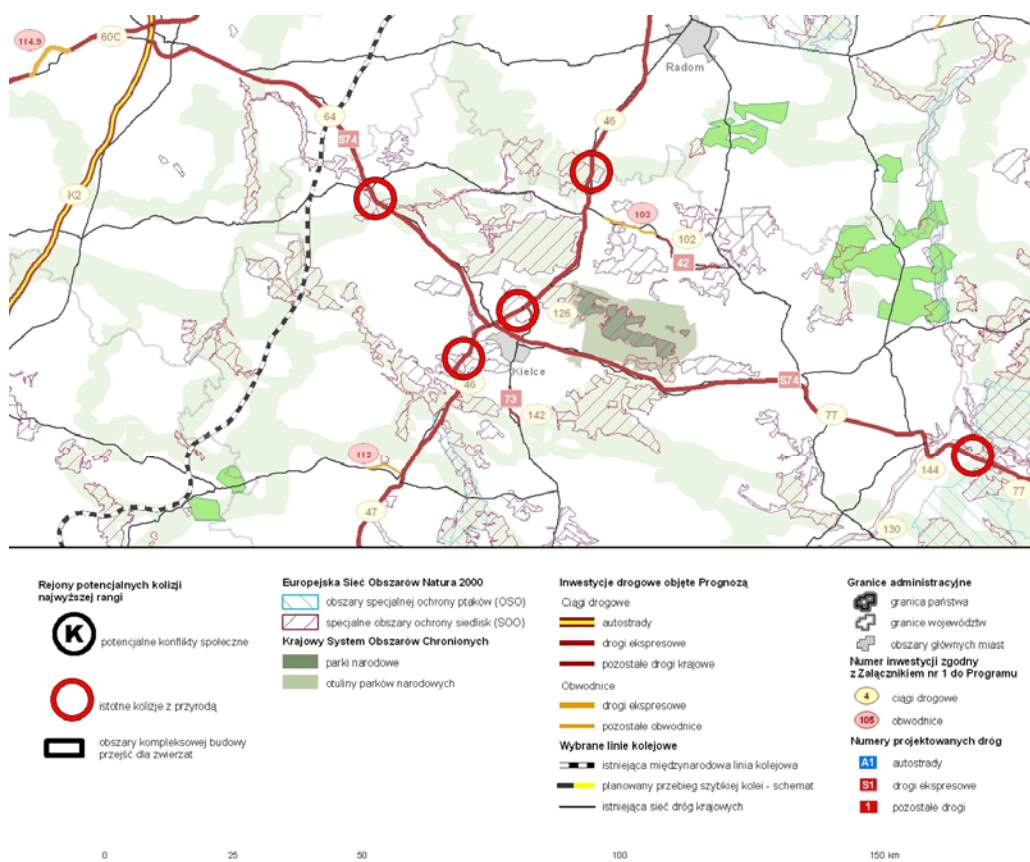 60C
114.9
Radom
64
46
S74
K2
103
102
42
126
Kielce
46
73
142
S74
77
112
144
77
47
130
Rejony potencjalnych kolizji
najwyższej rangi
K
potencjalne konflikty społeczne
istotne kolizje z przyrodą
obszary kompleksowej budowy
przejść dla zwierzat
Europejska Sieć Obszarów Natura 2000
obszary specjalnej ochrony ptaków (OSO)
specjalne obszary ochrony siedlisk (SOO)
Krajowy System Obszarów Chronionych
parki narodowe
otuliny parków narodowych
Inwestycje drogowe objęte Prognozą
Ciągi drogowe
autostrady
drogi ekspresowe
pozostałe drogi krajowe
Obwodnice
drogi ekspresowe
pozostałe obwodnice
Wybrane linie kolejowe
istniejąca międzynarodowa linia kolejowa
planowany przebieg szybkiej kolei - schemat
istniejąca sieć dróg krajowych
Granice administracyjne
granica państwa
granice województw
obszary głównych miast
Numer inwestycji zgodny
z Załącznikiem nr 1 do Programu
4
ciągi drogowe
105
obwodnice
Numery projektowanych dróg
A1
autostrady
S1
drogi ekspresowe
1
pozostałe drogi
0 25 50 100 150 km